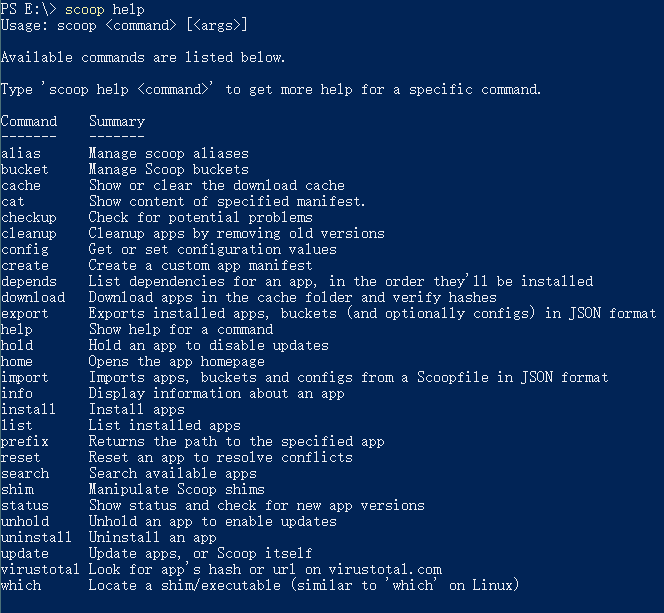 PS E:\> scoop help
Usage: scoop <command> [<args>]
Available commands are listed below.
Type 'scoop help <command>' to get more help for a specific command.
Command Summary
------- -------
alias Manage scoop aliases
bucket Manage Scoop buckets
cache Show or clear the download cache
cat Show content of specified manifest.
checkup Check for potential problems
cleanup Cleanup apps by removing old versions
config Get or set configuration values
create Create a custom app manifest
depends List dependencies for an app, in the order they'll be installed
download Download apps in the cache folder and verify hashes
export Exports installed apps, buckets (and optionally configs) in JSON format
help Show help for a command
hold Hold an app to disable updates
home Opens the app homepage
import Imports apps, buckets and configs from a Scoopfile in JSON format
info Display information about an app
install Install apps
list List installed apps
prefix Returns the path to the specified app
reset Reset an app to resolve conflicts
search Search available apps
shim Manipulate Scoop shims
status Show status and check for new app versions
unhold Unhold an app to enable updates
uninstall Uninstall an app
update Update apps, or Scoop itself
virustotal Look for app's hash or url on virustotal.com
which Locate a shim/executable (similar to 'which' on Linux)